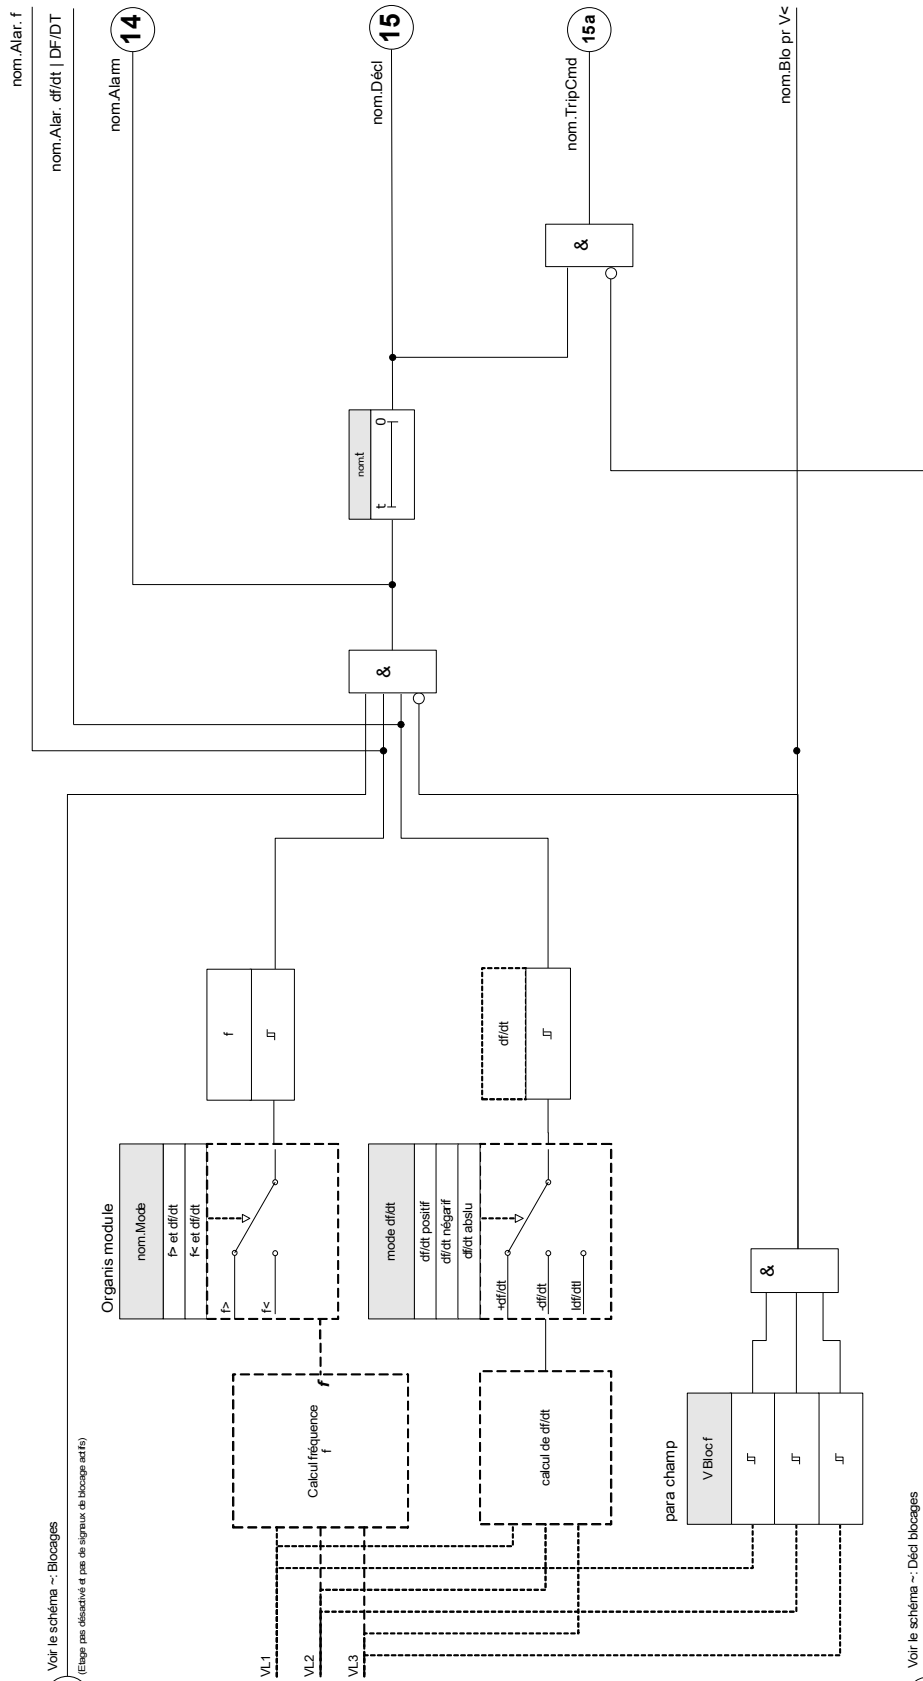 Voir le schéma ~: Blocages
(Etage pas désactivé et pas de signaux de blocage actifs)
nom.Alar. f
nom.Alar. df/dt | DF/DT
14
nom.Alarm
15
nom.Décl
15a
nom.TripCmd
nom.Blo pr V<
Organis module
nom.Mode
f> et df/dt
f< et df/dt
f>
f<
VL1
VL2
VL3
Calcul fréquence
f
f
f
&
nom.t
t
0
&
mode df/dt
df/dt positif
df/dt négatif
df/dt abslu
+df/dt
-df/dt
ldf/dtl
calcul de df/dt
df/dt
para champ
V Bloc f
&
Voir le schéma ~: Décl blocages